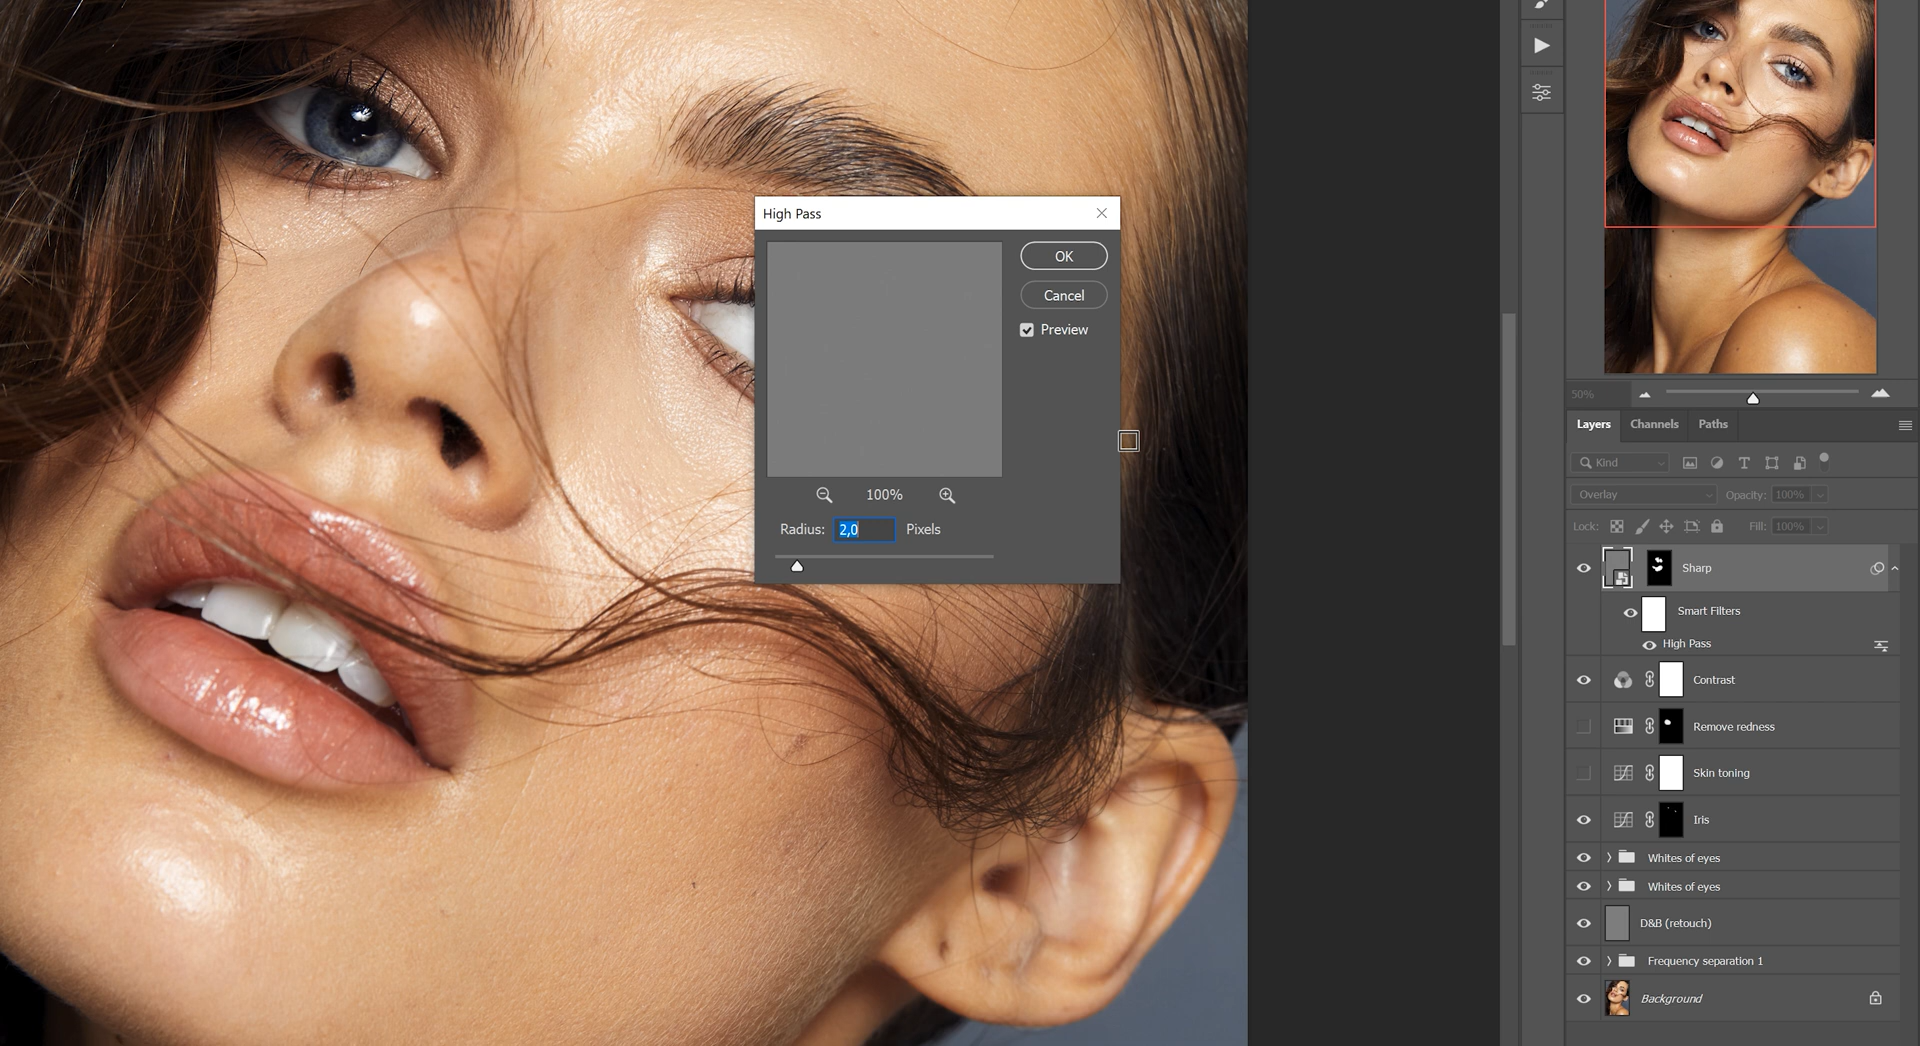 High Pass
OK
Cancel
Preview
100%
Radius: 2,0 Pixels
50%
Layers Channels Paths
Kind
Overlay Opacity: 100%
Lock: Fill: 100%
Sharp
Smart Filters
High Pass
Contrast
Remove redness
Skin toning
Iris
Whites of eyes
Whites of eyes
D&B (retouch)
Frequency separation 1
Background